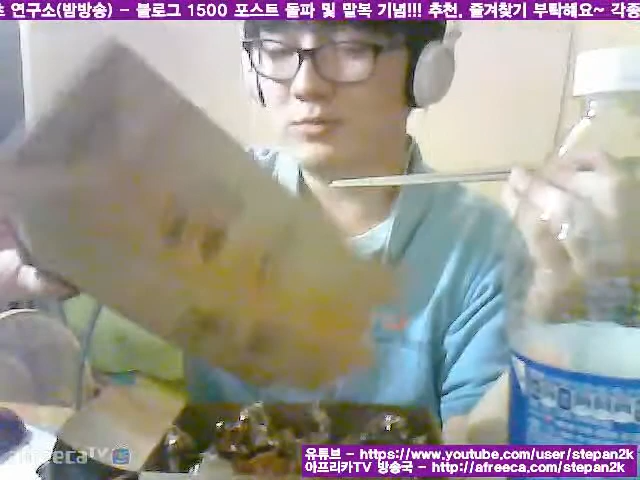 연구소(밤방송) - 블로그 1500 포스트 돌파 및 말복 기념!!! 추천, 즐겨찾기 부탁해요~ 각종
유튜브 - https://www.youtube.com/user/stepan2k
아프리카TV 방송국 - http://afreeca.com/stepan2k
afreecaTV